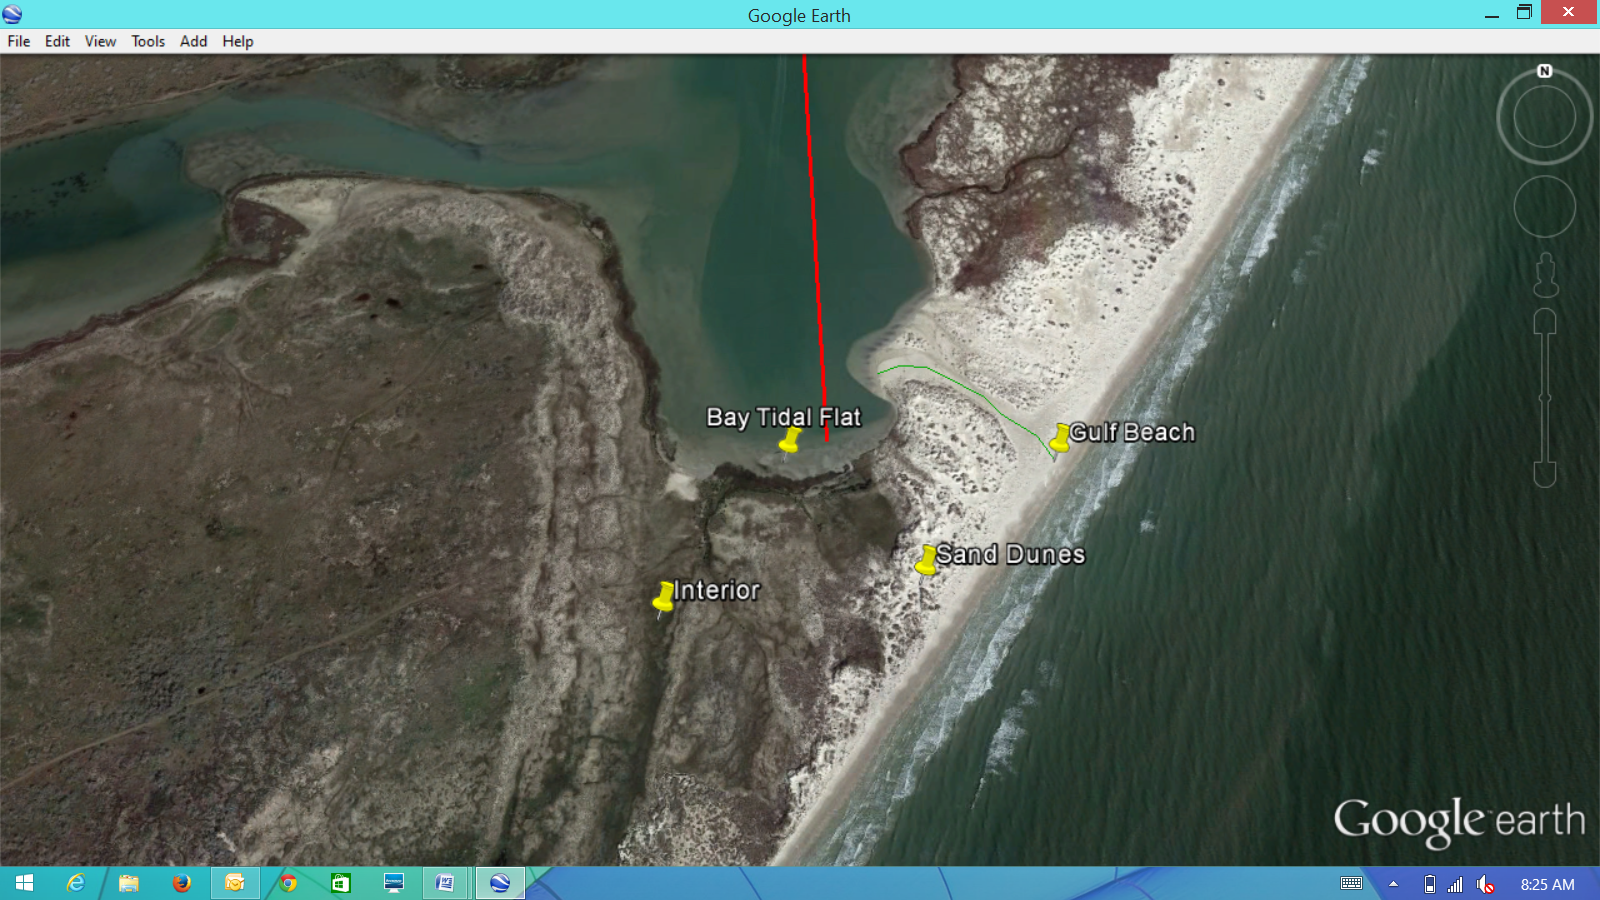 Google Earth
File Edit View Tools Add Help
N
Bay Tidal Flat
Gulf Beach
Sand Dunes
Interior
Google earth
8:25 AM